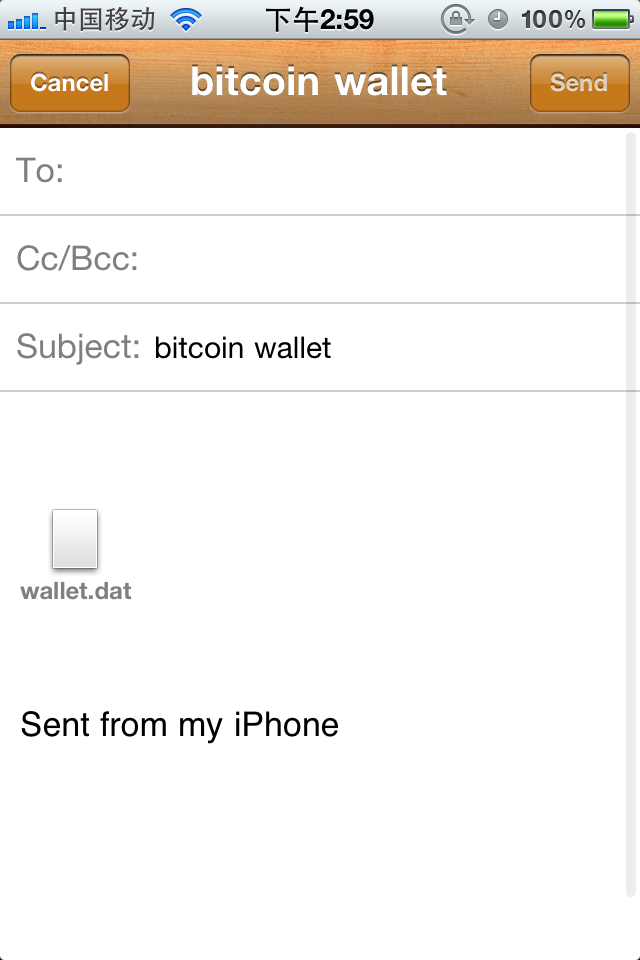 中国移动 下午2:59 100%
Cancel bitcoin wallet Send
To:
Cc/Bcc:
Subject: bitcoin wallet
wallet.dat
Sent from my iPhone